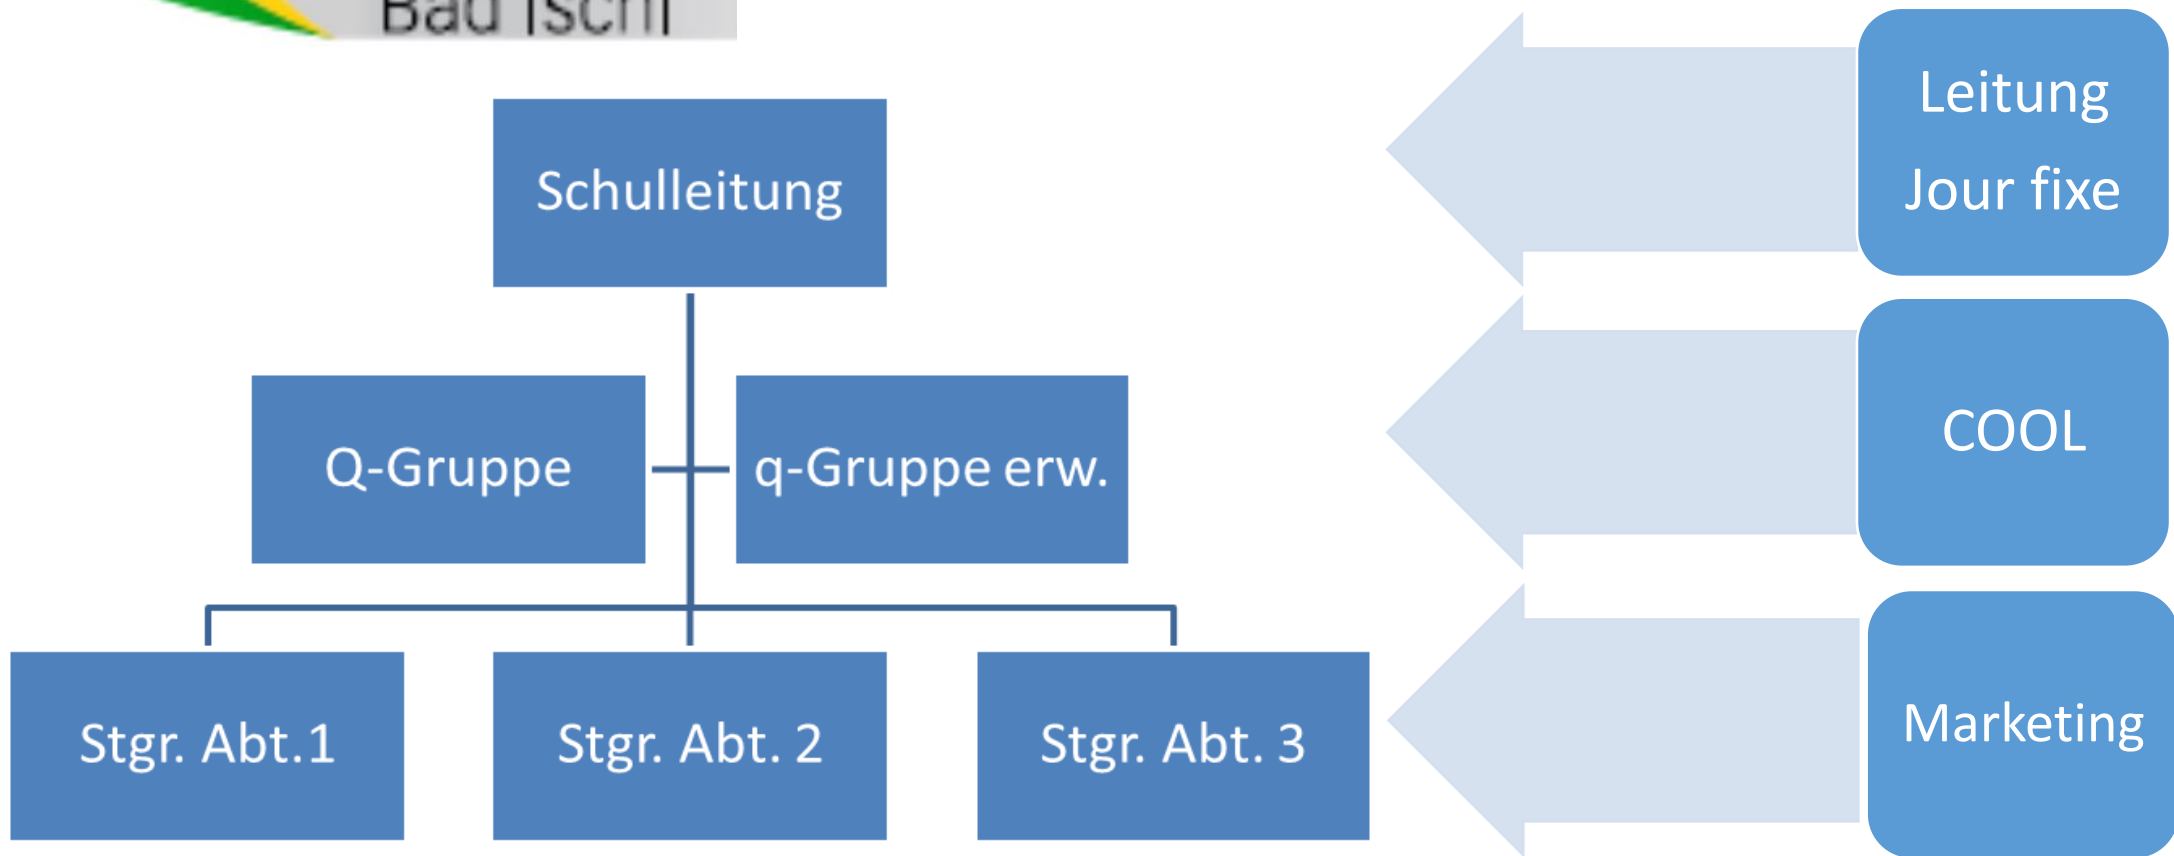 Bad Ischl
Schulleitung
Q-Gruppe
q-Gruppe erw.
Stgr. Abt.1
Stgr. Abt. 2
Stgr. Abt. 3
Leitung
Jour fixe
COOL
Marketing